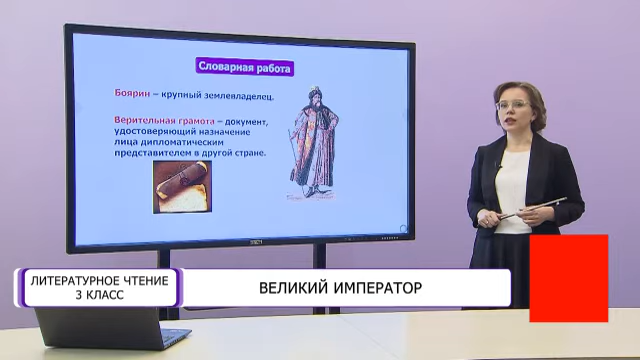 Словарная работа
Боярин – крупный землевладелец.
Верительная грамота – документ,
удостоверяющий назначение
лица дипломатическим
представителем в другой стране.
ЛИТЕРАТУРНОЕ ЧТЕНИЕ
3 КЛАСС
ВЕЛИКИЙ ИМПЕРАТОР